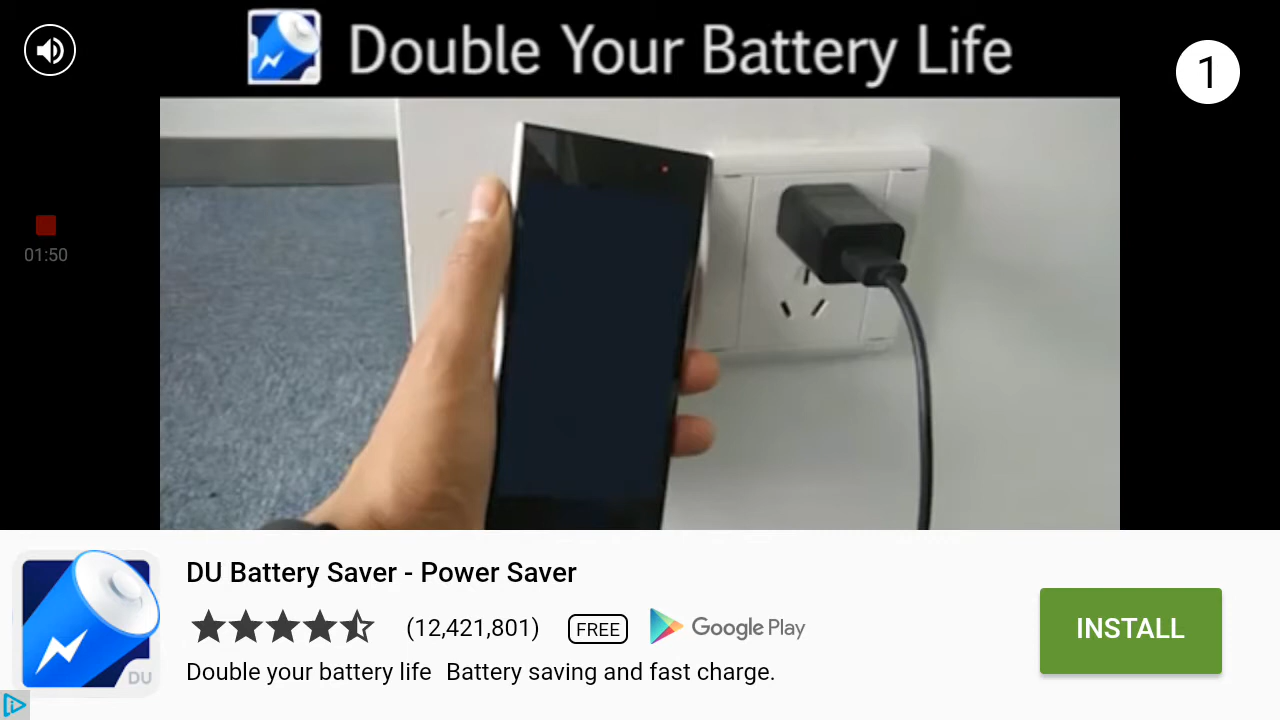 Double Your Battery Life
1
01:50
DU Battery Saver - Power Saver
(12,421,801) FREE Google Play
Double your battery life Battery saving and fast charge.
INSTALL
DU